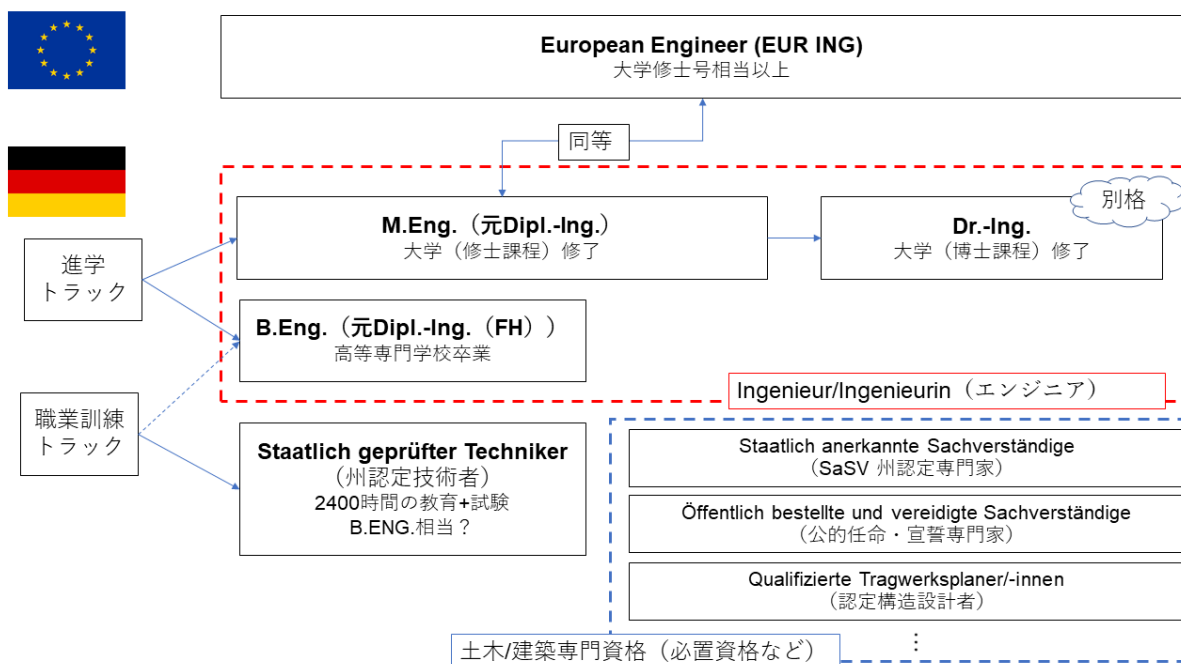 European Engineer (EUR ING)
大学修士号相当以上
同等
別格
M.Eng.（元Dipl.-Ing.）
大学（修士課程）修了
Dr.-Ing.
大学（博士課程）修了
進学
トラック
B.Eng.（元Dipl.-Ing.（FH））
高等専門学校卒業
Ingenieur/Ingenieurin（エンジニア）
職業訓練
トラック
Staatlich geprüfter Techniker
（州認定技術者）
2400時間の教育+試験
B.ENG.相当？
Staatlich anerkannte Sachverständige
（SaSV 州認定専門家）
Öffentlich bestellte und vereidigte Sachverständige
（公的任命・宣誓専門家）
Qualifizierte Tragwerksplaner/-innen
（認定構造設計者）
⋮
土木/建築専門資格（必置資格など）